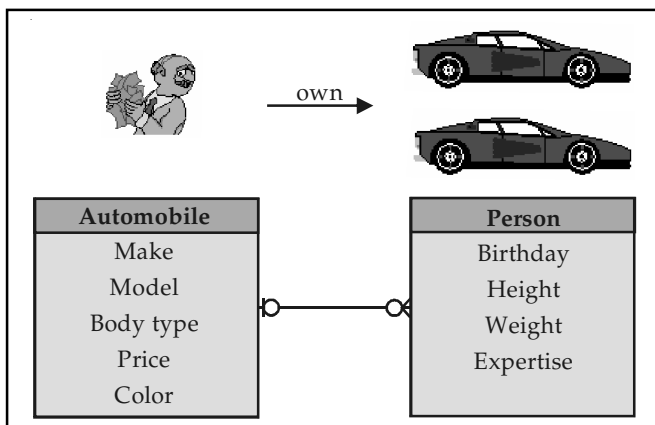 own
Automobile
Make
Model
Body type
Price
Color
Person
Birthday
Height
Weight
Expertise